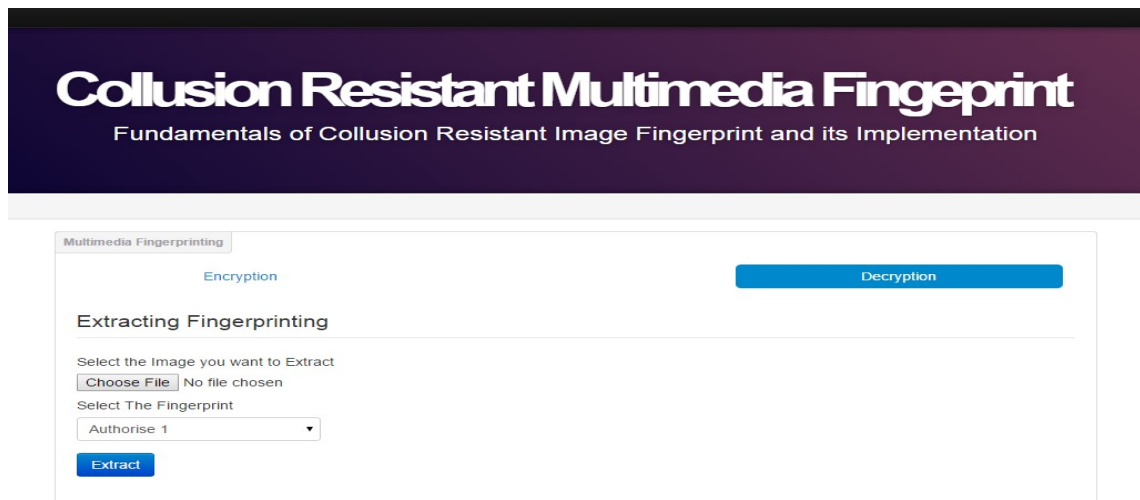 Collusion Resistant Multimedia Fingeprint
Fundamentals of Collusion Resistant Image Fingerprint and its Implementation
Multimedia Fingerprinting
Encryption
Decryption
Extracting Fingerprinting
Select the Image you want to Extract
Choose File No file chosen
Select The Fingerprint
Authorise 1
Extract